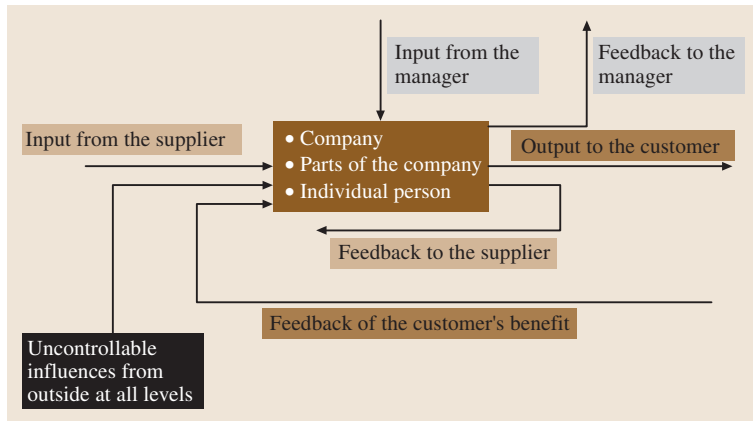 Input from the
manager
Feedback to the
manager
Input from the supplier
• Company
• Parts of the company
• Individual person
Output to the customer
Feedback to the supplier
Feedback of the customer's benefit
Uncontrollable
influences from
outside at all levels